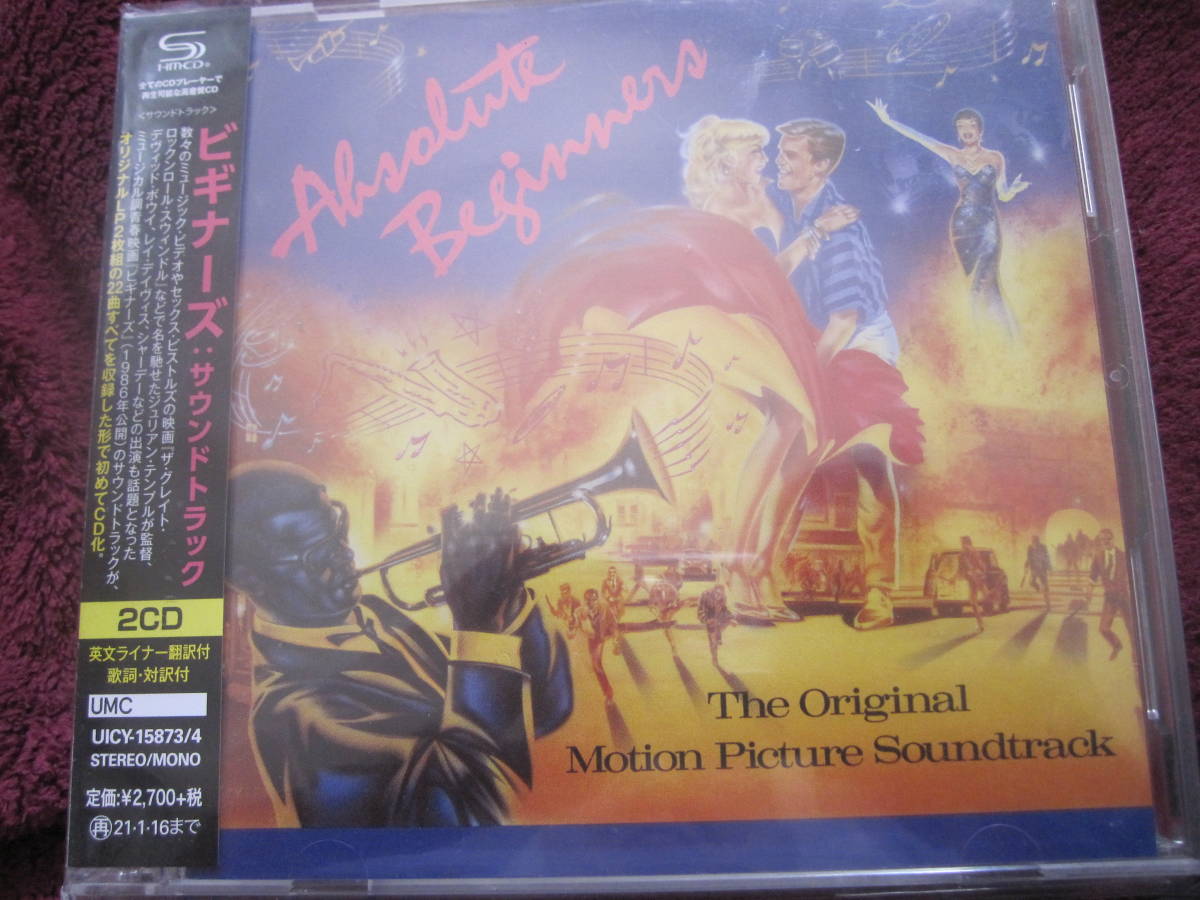 SHM-CD®
全てのCDプレーヤーで
再生可能な高音質CD
<サウンドトラック>
ビギナーズ：サウンドトラック
数々のミュージック・ビデオやセックス・ピストルズの映画『ザ・グレイト・
ロックンロール・スウィンドル』などで名を馳せたジュリアン・テンプルが監督、
デヴィッド・ボウイ、レイ・デイヴィス、シャーデーなどの出演も話題となった
ミュージカル調青春映画『ビギナーズ』(1986年公開)のサウンドトラックが、
オリジナルLP2枚組の22曲すべてを収録した形で初めてCD化。
2CD
英文ライナー翻訳付
歌詞・対訳付
UMC
UICY-15873/4
STEREO/MONO
定価:¥2,700+税
再21・1・16まで
Absolute
Beginners
The Original
Motion Picture Soundtrack